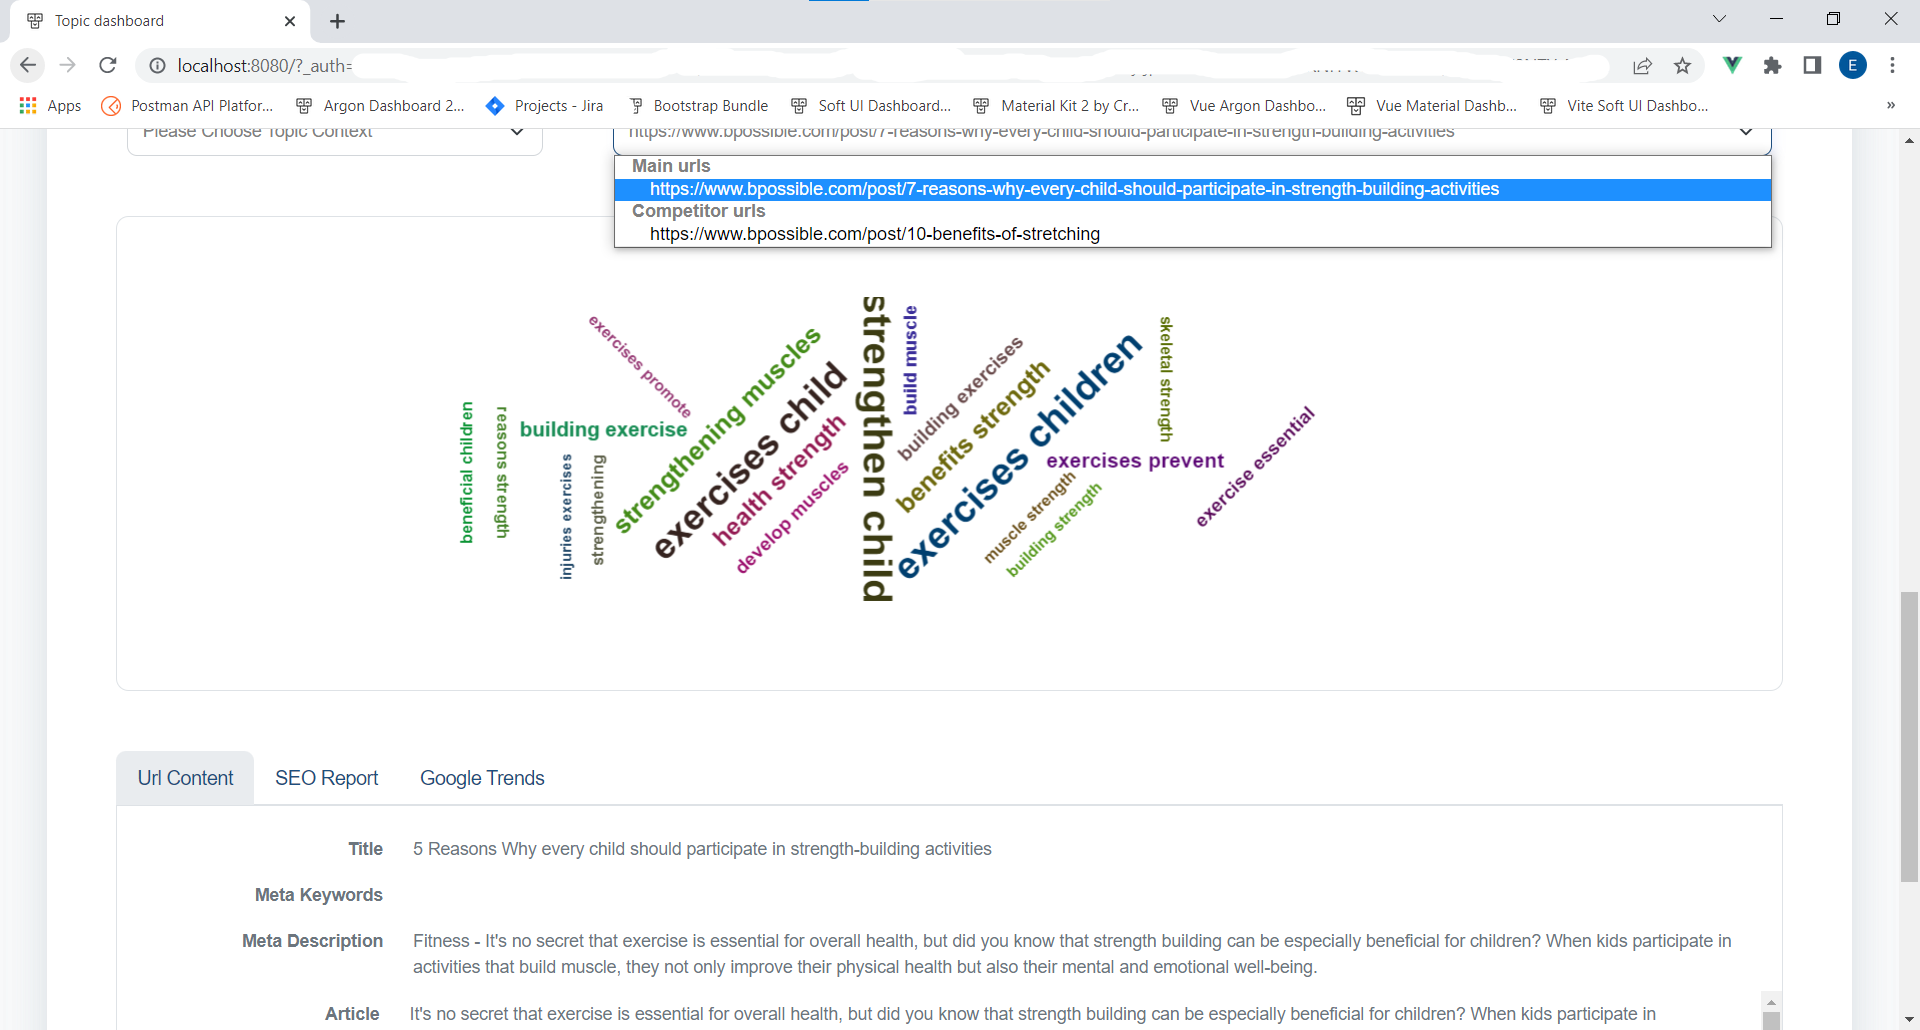 Topic dashboard
localhost:8080/?_auth=
Apps
Postman API Platfor...
Argon Dashboard 2...
Projects - Jira
Bootstrap Bundle
Soft UI Dashboard...
Material Kit 2 by Cr...
Vue Argon Dashbo...
Vue Material Dashb...
Vite Soft UI Dashbo...
E
Please Choose Topic Context
https://www.bpossible.com/post/7-reasons-why-every-child-should-participate-in-strength-building-activities
Main urls
https://www.bpossible.com/post/7-reasons-why-every-child-should-participate-in-strength-building-activities
Competitor urls
https://www.bpossible.com/post/10-benefits-of-stretching
beneficial children
reasons strength
building exercise
injuries exercises
strengthening
exercises promote
strengthening muscles
exercises child
health strength
develop muscles
strengthen child
build muscle
building exercises
benefits strength
exercises children
muscle strength
building strength
exercises prevent
skeletal strength
exercise essential
Url Content
SEO Report
Google Trends
Title
5 Reasons Why every child should participate in strength-building activities
Meta Keywords
Meta Description
Fitness - It's no secret that exercise is essential for overall health, but did you know that strength building can be especially beneficial for children? When kids participate in
activities that build muscle, they not only improve their physical health but also their mental and emotional well-being.
Article
It's no secret that exercise is essential for overall health, but did you know that strength building can be especially beneficial for children? When kids participate in